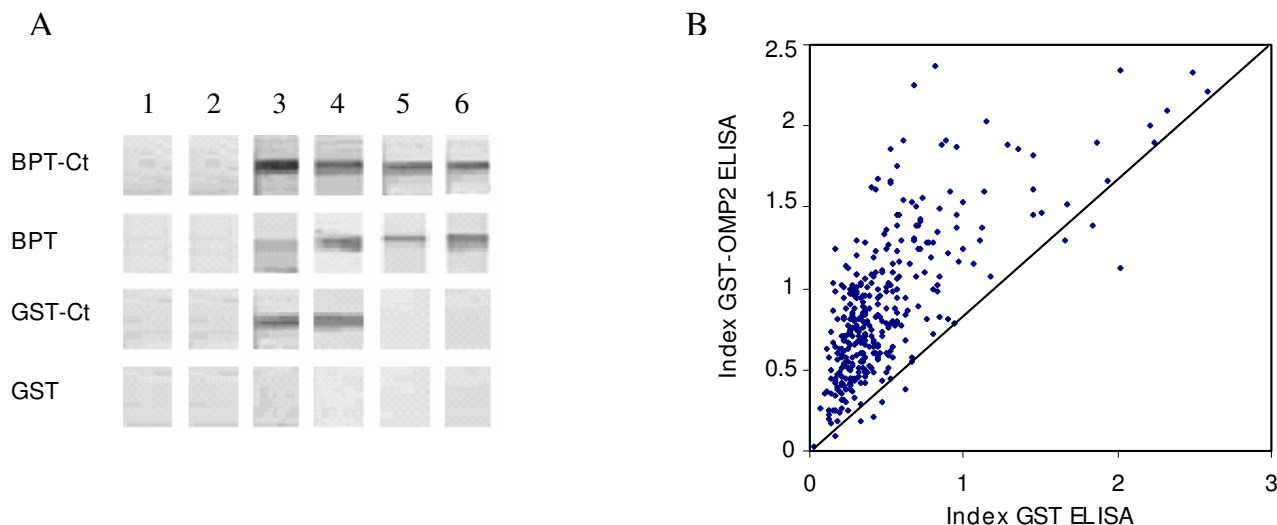 A
1 2 3 4 5 6
BPT-Ct
BPT
GST-Ct
GST
B
Index GST-OMP2 ELISA
2.5
2
1.5
1
0.5
0
0 1 2 3
Index GST ELISA